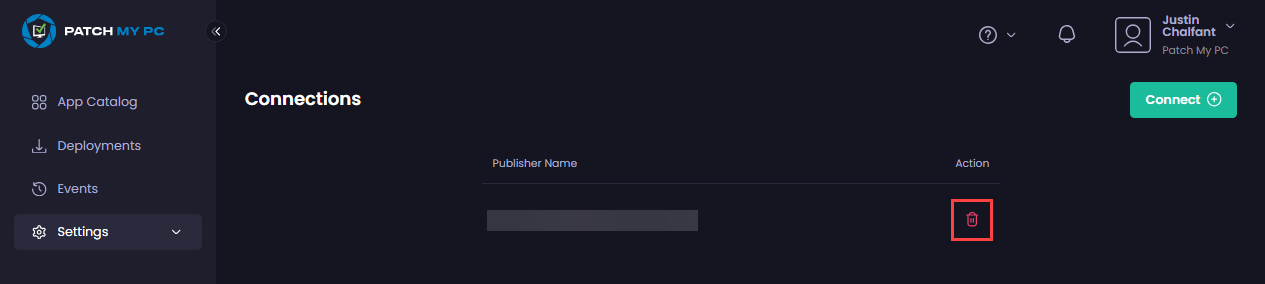 PATCH MY PC
Justin
Chalfant
Patch My PC
App Catalog
Deployments
Events
Settings
Connections
Connect
Publisher Name
Action